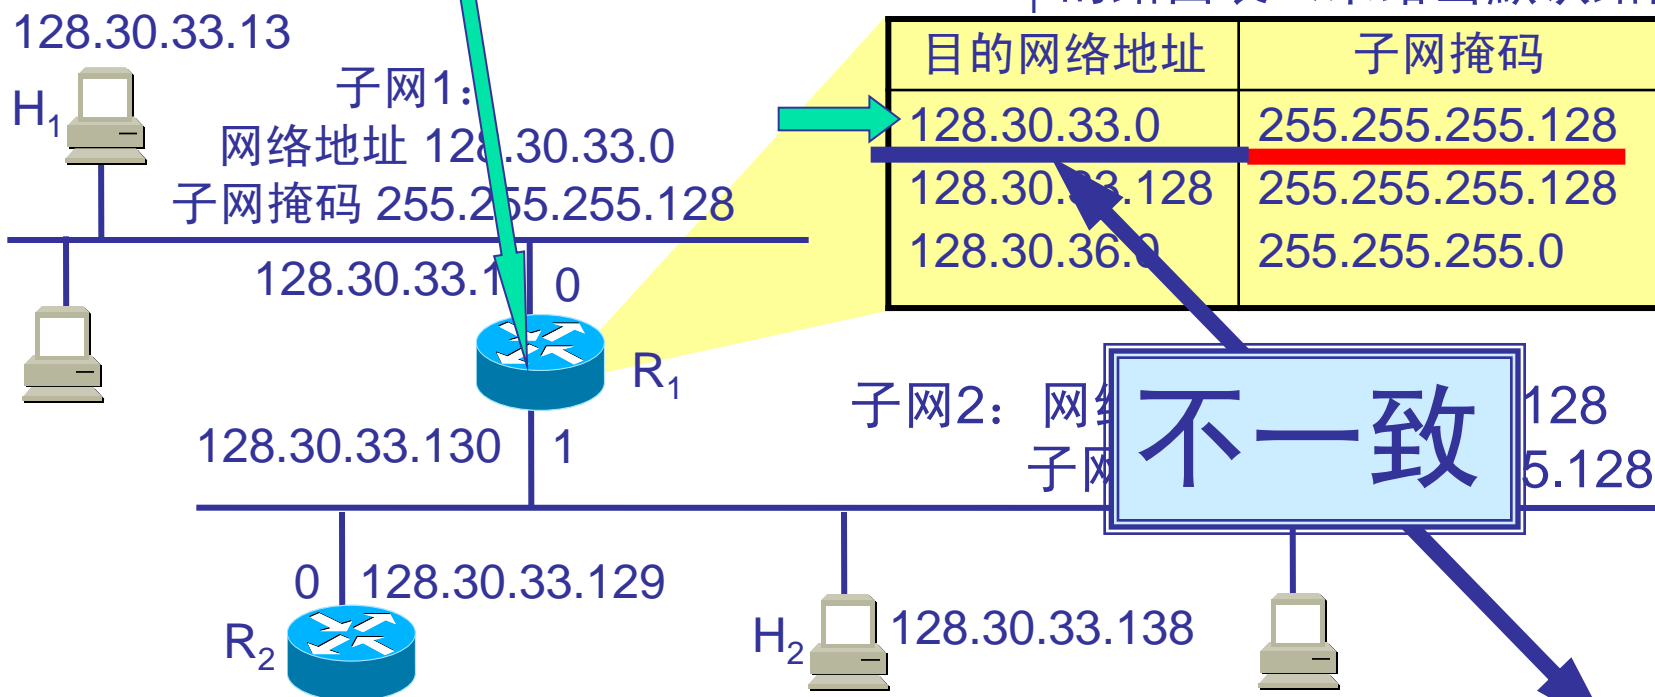 128.30.33.13
目的网络地址 子网掩码
H1
子网1：
网络地址 128.30.33.0
子网掩码 255.255.255.128
128.30.33.0 255.255.255.128
128.30.33.128 255.255.255.128
128.30.36.0 255.255.255.0
128.30.33.1 0
R1
子网2： 网 128
子网 5.128
不一致
128.30.33.130 1
0 128.30.33.129
R2
H2 128.30.33.138